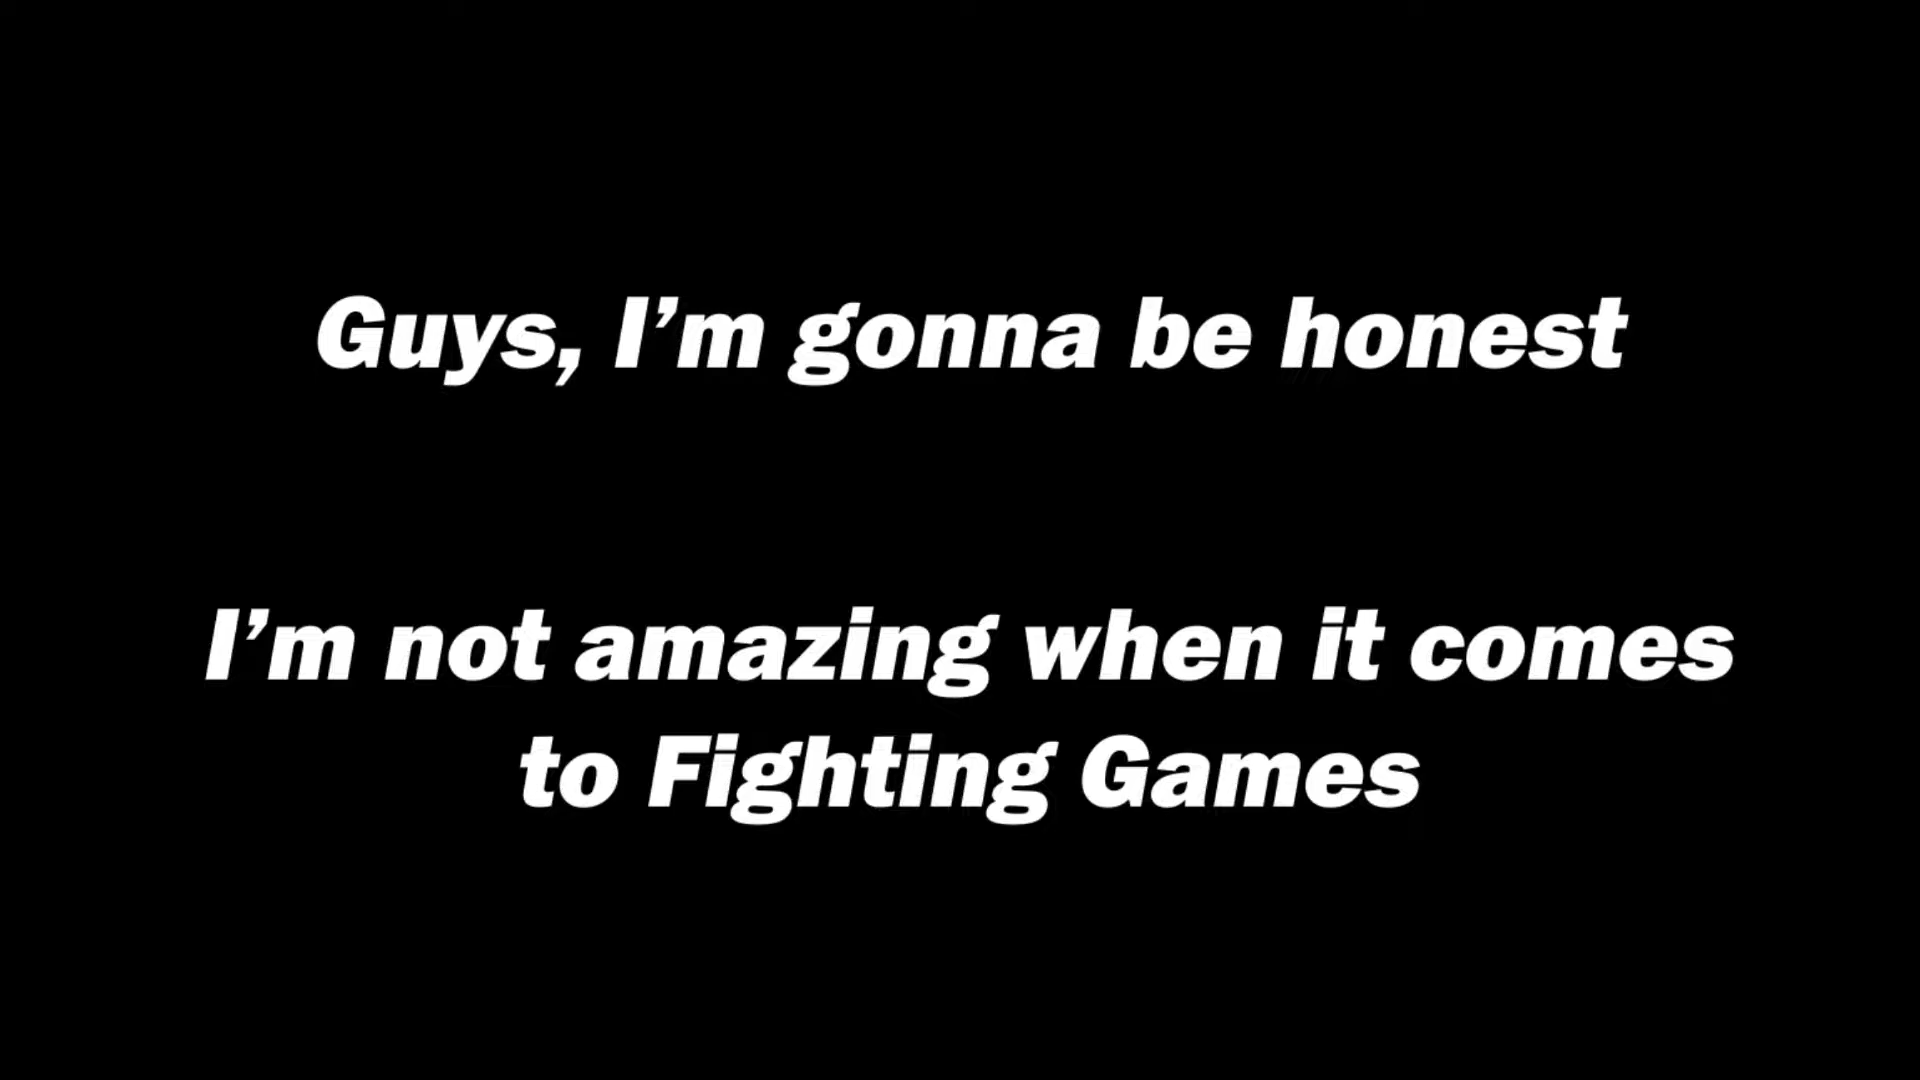 Guys, I’m gonna be honest
I’m not amazing when it comes
to Fighting Games